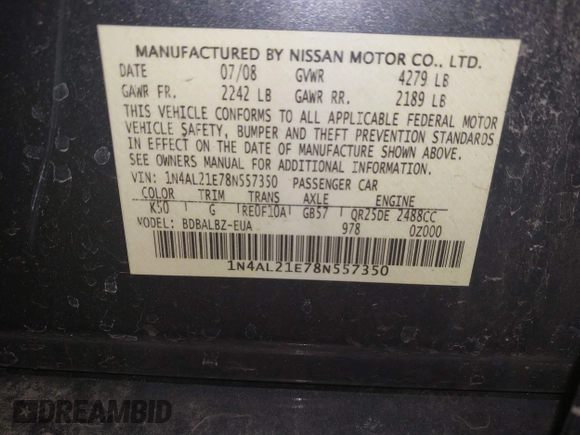 MANUFACTURED BY NISSAN MOTOR CO., LTD.
DATE 07/08 GVWR 4279 LB
GAWR FR. 2242 LB GAWR RR. 2189 LB
THIS VEHICLE CONFORMS TO ALL APPLICABLE FEDERAL MOTOR
VEHICLE SAFETY, BUMPER AND THEFT PREVENTION STANDARDS
IN EFFECT ON THE DATE OF MANUFACTURE SHOWN ABOVE.
SEE OWNERS MANUAL FOR ADDITIONAL INFORMATION.
VIN: 1N4AL21E78N557350 PASSENGER CAR
COLOR TRIM TRANS AXLE ENGINE
K50 G RE0F10A GB57 QR25DE 2488CC
MODEL: BDBALBZ-EUA 978 0Z000
1N4AL21E78N557350
DREAMBID